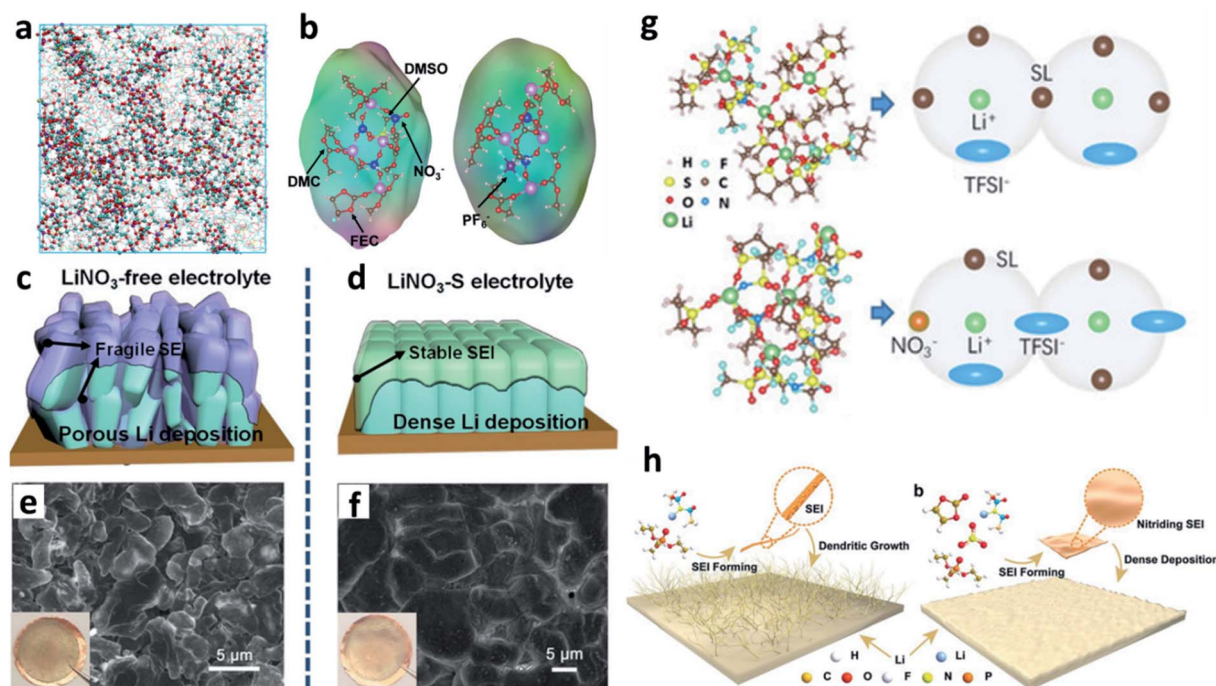 a
b
DMSO
DMC
NO₃⁻
PF₆⁻
FEC
c
LiNO₃-free electrolyte
Fragile SEI
Porous Li deposition
d
LiNO₃-S electrolyte
Stable SEI
Dense Li deposition
e
5 µm
f
5 µm
g
H F
S C
O N
Li
SL
Li⁺
TFSI⁻
SL
NO₃⁻
Li⁺
TFSI⁻
h
SEI
SEI Forming
Dendritic Growth
b
Nitriding SEI
SEI Forming
Dense Deposition
H Li Li
C O F N P